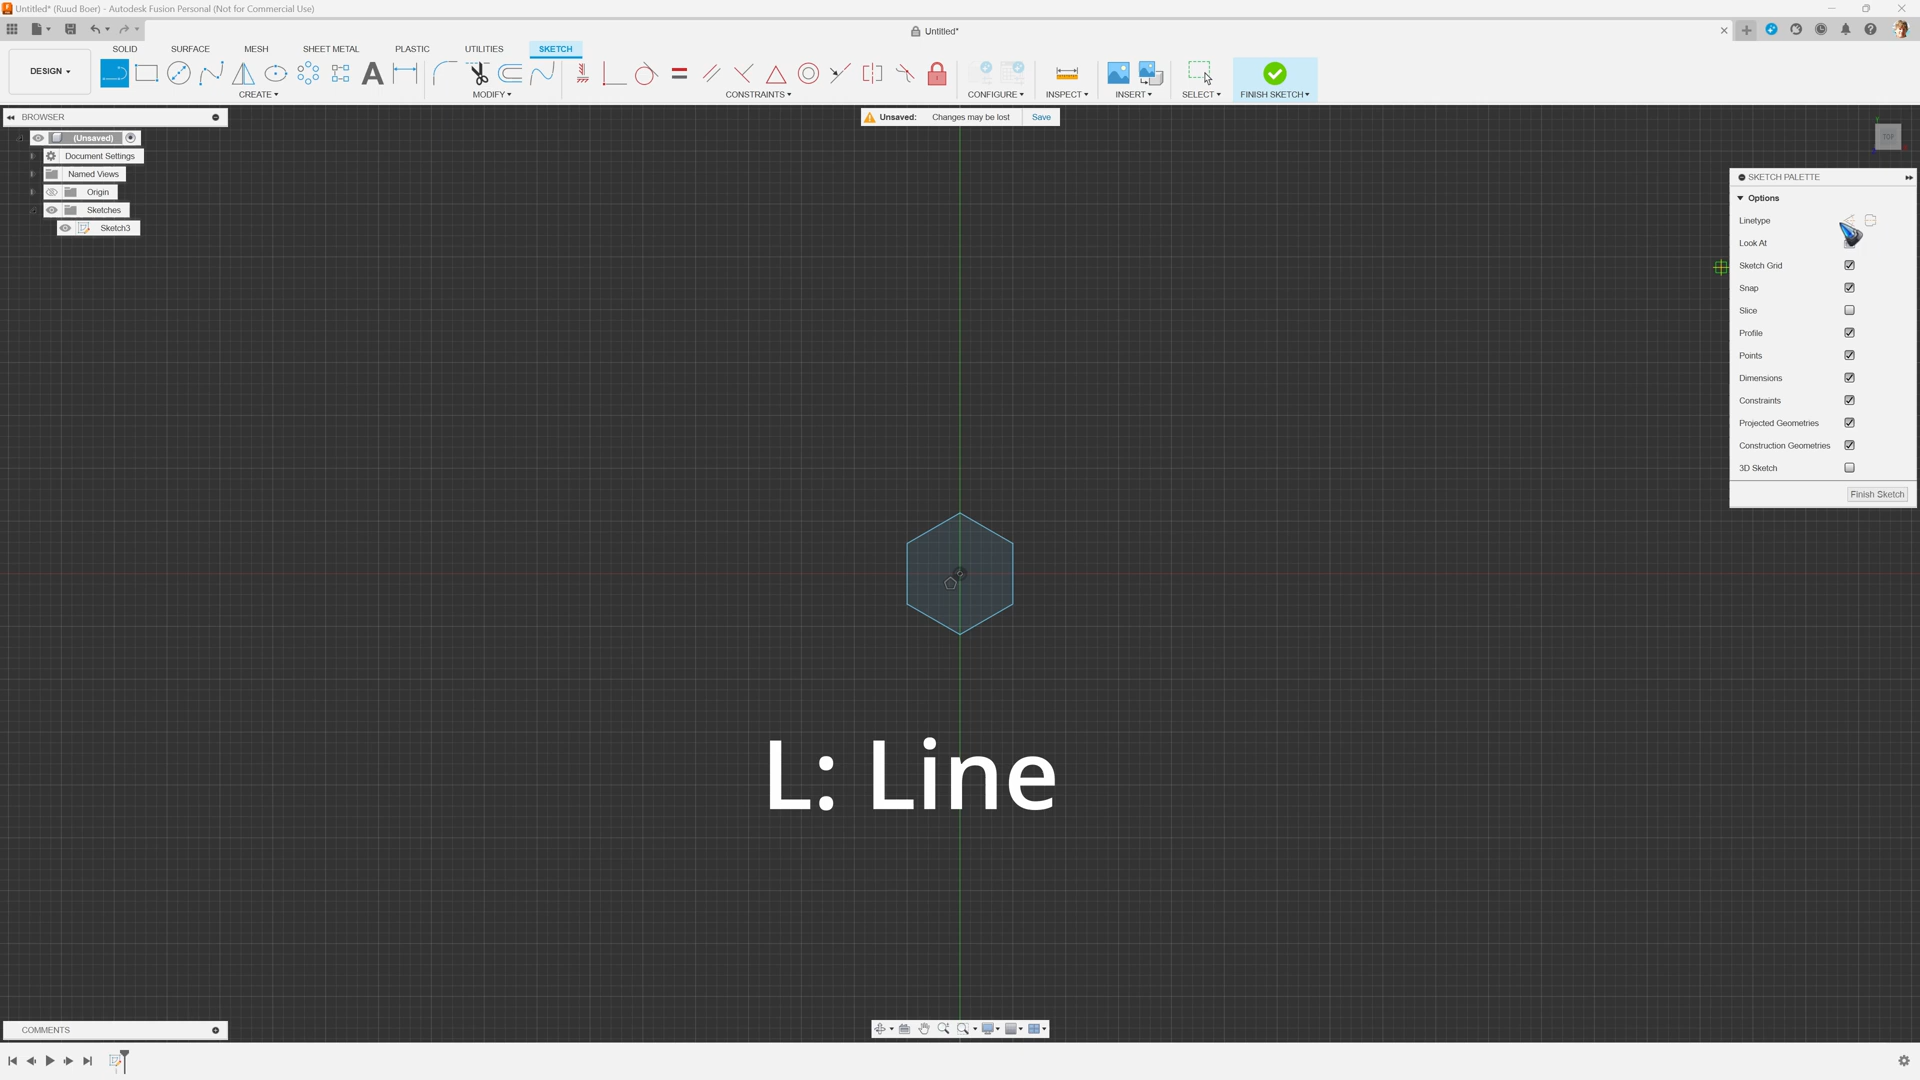 Untitled* (Ruud Boer) - Autodesk Fusion Personal (Not for Commercial Use)
Untitled*
SOLID SURFACE MESH SHEET METAL PLASTIC UTILITIES SKETCH
DESIGN
CREATE MODIFY CONSTRAINTS CONFIGURE INSPECT INSERT SELECT FINISH SKETCH
BROWSER
Unsaved: Changes may be lost Save
(Unsaved)
TOP
Document Settings
Named Views
Origin
Sketches
Sketch3
SKETCH PALETTE
Options
Linetype
Look At
Sketch Grid
Snap
Slice
Profile
Points
Dimensions
Constraints
Projected Geometries
Construction Geometries
3D Sketch
Finish Sketch
L: Line
COMMENTS